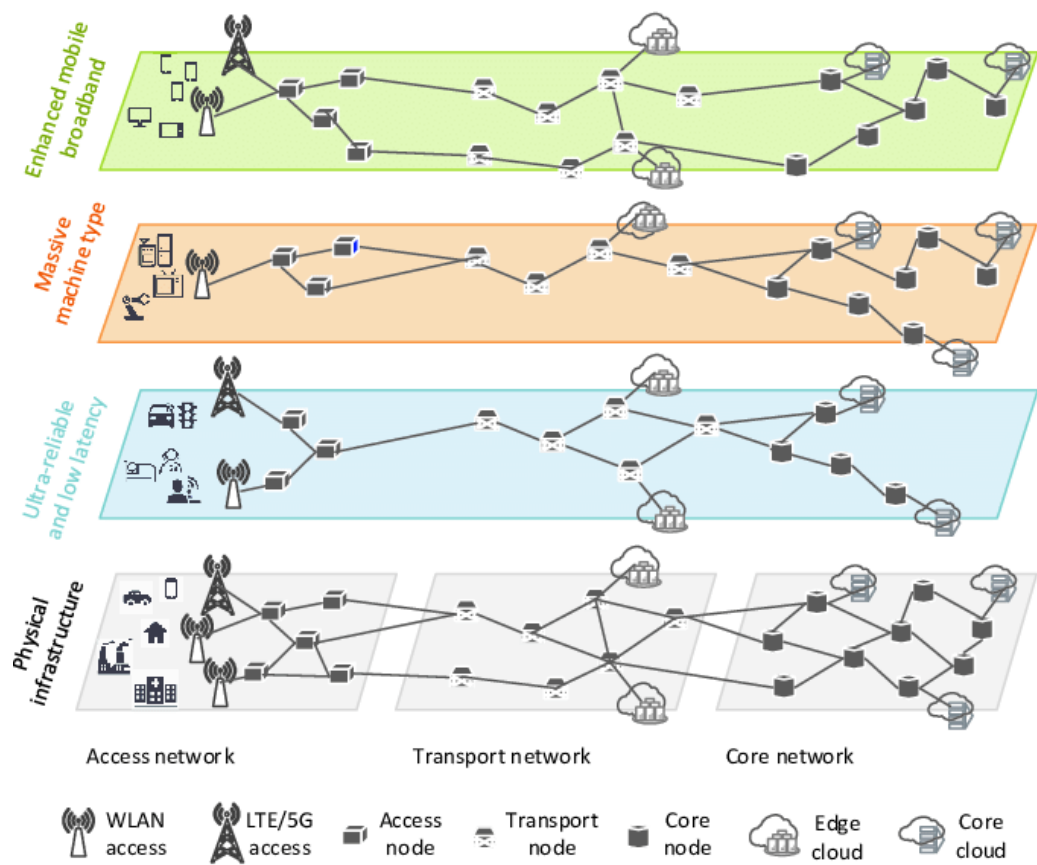 Enhanced mobile
broadband
Massive
machine type
Ultra-reliable
and low latency
Physical
infrastructure
Access network
Transport network
Core network
WLAN
access
LTE/5G
access
Access
node
Transport
node
Core
node
Edge
cloud
Core
cloud